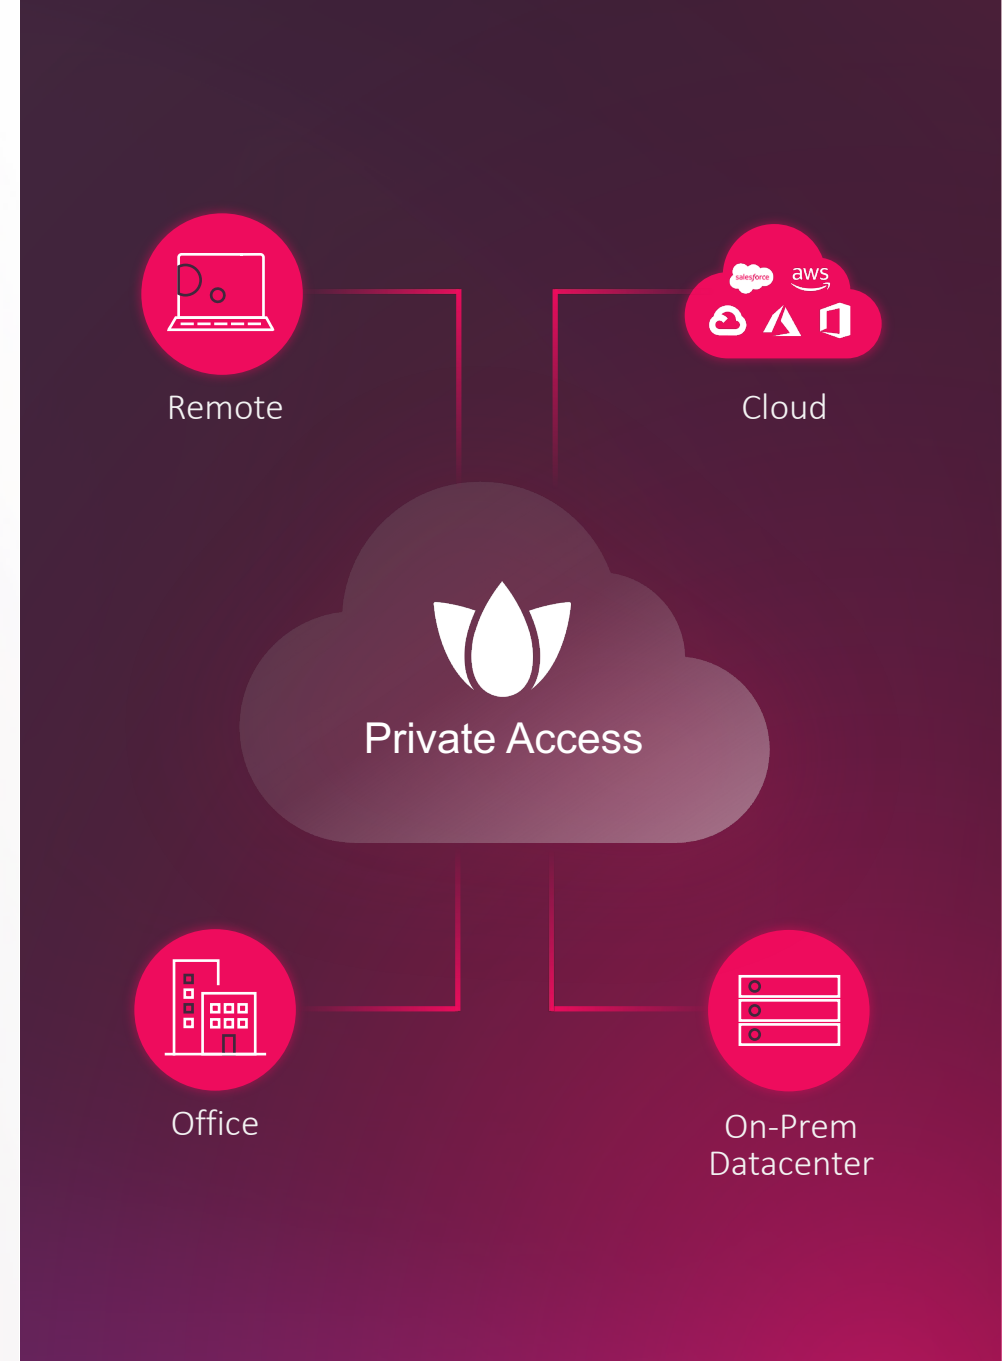 salesforce
aws
Remote
Cloud
Private Access
Office
On-Prem
Datacenter